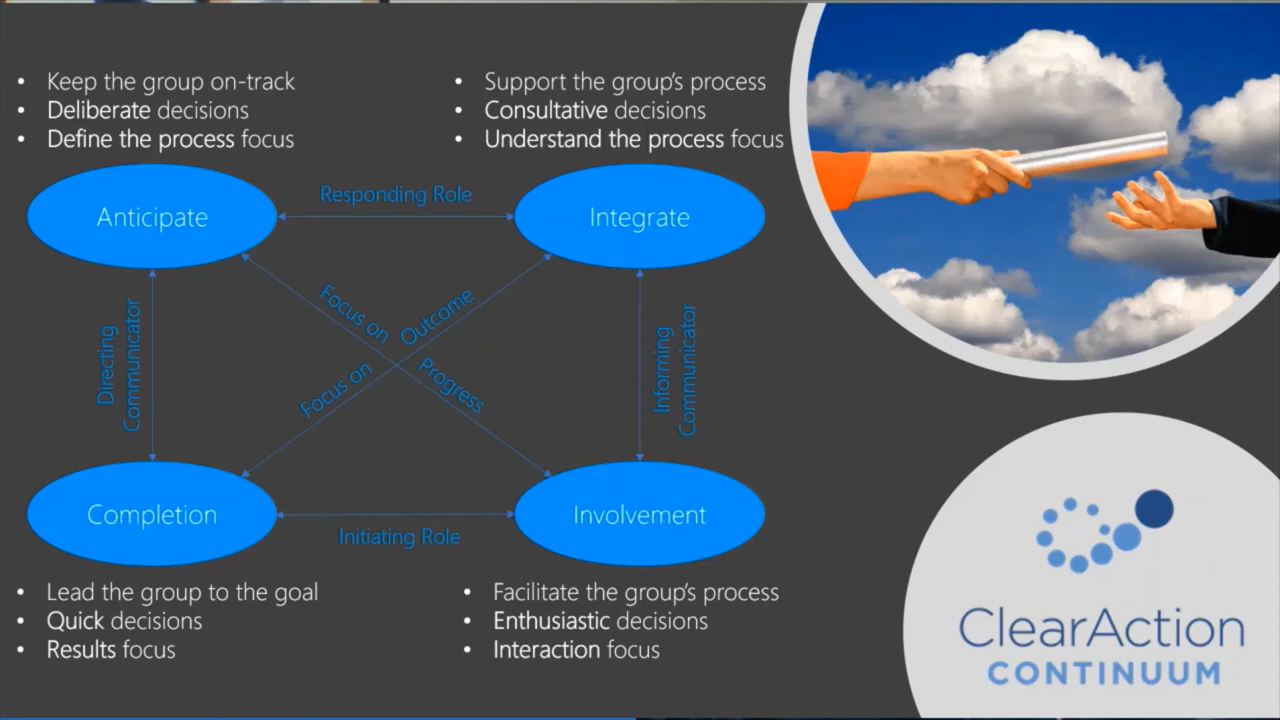 • Keep the group on-track
• Deliberate decisions
• Define the process focus
• Support the group's process
• Consultative decisions
• Understand the process focus
Anticipate
Responding Role
Integrate
Directing
Communicator
Focus on Progress
Focus on Outcome
Informing
Communicator
Completion
Initiating Role
Involvement
• Lead the group to the goal
• Quick decisions
• Results focus
• Facilitate the group's process
• Enthusiastic decisions
• Interaction focus
ClearAction
CONTINUUM